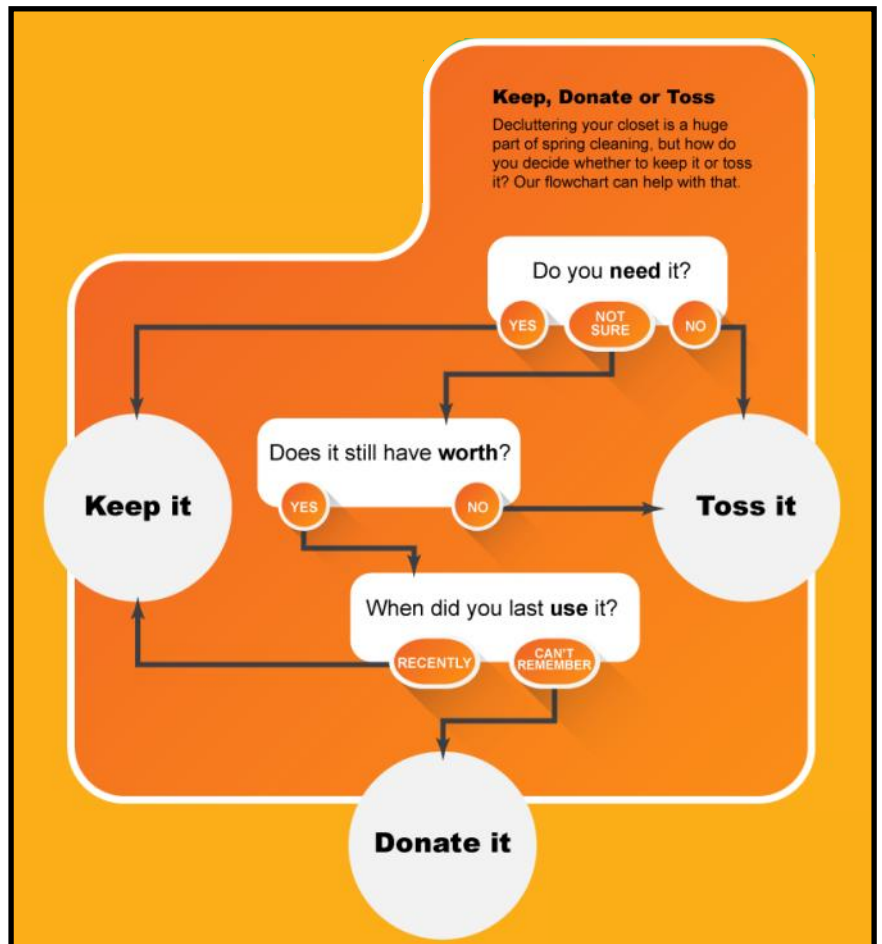 Keep, Donate or Toss
Decluttering your closet is a huge
part of spring cleaning, but how do
you decide whether to keep it or toss
it? Our flowchart can help with that.
Do you need it?
YES
NOT
SURE
NO
Does it still have worth?
YES
NO
Keep it
Toss it
When did you last use it?
RECENTLY
CAN'T
REMEMBER
Donate it